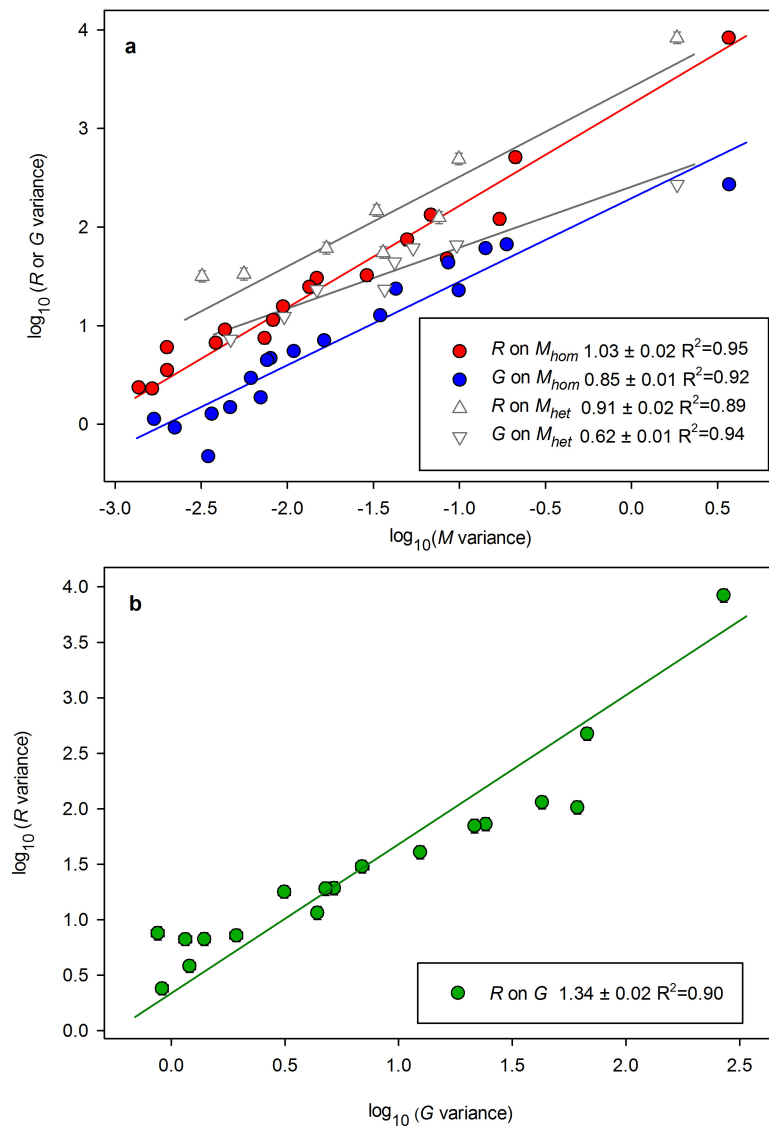 a
4
3
2
1
0
log10(R or G variance)
R on Mhom 1.03 ± 0.02 R2=0.95
G on Mhom 0.85 ± 0.01 R2=0.92
R on Mhet 0.91 ± 0.02 R2=0.89
G on Mhet 0.62 ± 0.01 R2=0.94
-3.0 -2.5 -2.0 -1.5 -1.0 -0.5 0.0 0.5
log10(M variance)
b
4.0
3.5
3.0
2.5
2.0
1.5
1.0
0.5
0.0
log10 (R variance)
R on G 1.34 ± 0.02 R2=0.90
0.0 0.5 1.0 1.5 2.0 2.5
log10 (G variance)